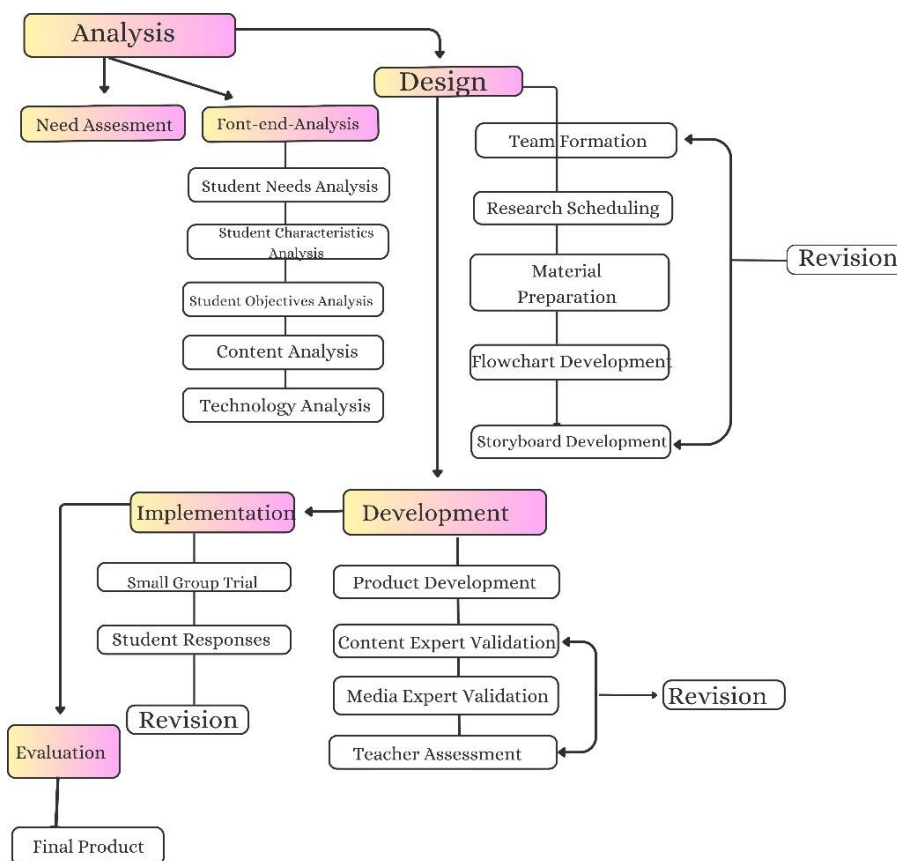 Analysis
Design
Need Assesment
Font-end-Analysis
Team Formation
Student Needs Analysis
Research Scheduling
Student Characteristics
Analysis
Revision
Material
Preparation
Student Objectives Analysis
Content Analysis
Flowchart Development
Technology Analysis
Storyboard Development
Implementation
Development
Small Group Trial
Product Development
Student Responses
Content Expert Validation
Media Expert Validation
Revision
Revision
Evaluation
Teacher Assessment
Final Product